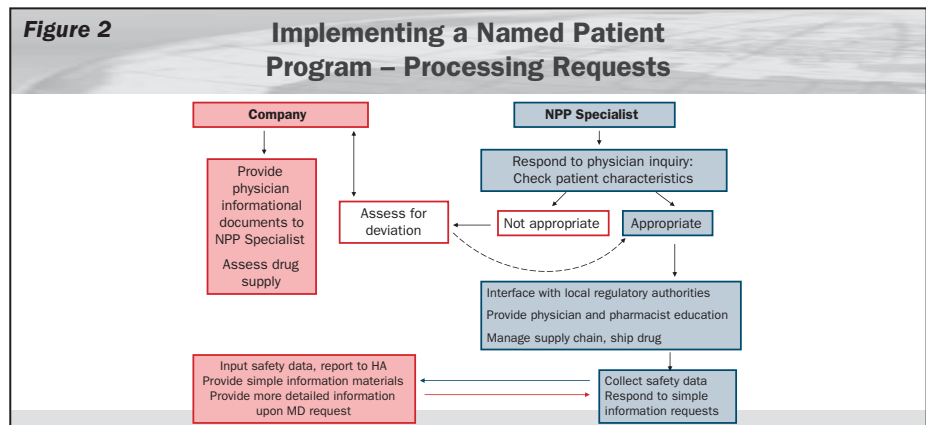 Figure 2
Implementing a Named Patient
Program – Processing Requests
Company
NPP Specialist
Provide
physician
informational
documents to
NPP Specialist
Assess drug
supply
Respond to physician inquiry:
Check patient characteristics
Assess for
deviation
Not appropriate
Appropriate
Interface with local regulatory authorities
Provide physician and pharmacist education
Manage supply chain, ship drug
Input safety data, report to HA
Provide simple information materials
Provide more detailed information
upon MD request
Collect safety data
Respond to simple
information requests